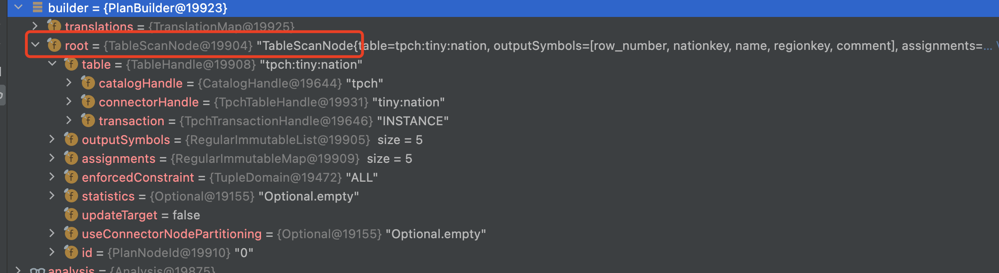 builder = {PlanBuilder@19923}
translations = {TranslationMap@19925}
root = {TableScanNode@19904} "TableScanNode{table=tpch:tiny:nation, outputSymbols=[row_number, nationkey, name, regionkey, comment], assignments=...
table = {TableHandle@19908} "tpch:tiny:nation"
catalogHandle = {CatalogHandle@19644} "tpch"
connectorHandle = {TpchTableHandle@19931} "tiny:nation"
transaction = {TpchTransactionHandle@19646} "INSTANCE"
outputSymbols = {RegularImmutableList@19905} size = 5
assignments = {RegularImmutableMap@19909} size = 5
enforcedConstraint = {TupleDomain@19472} "ALL"
statistics = {Optional@19155} "Optional.empty"
updateTarget = false
useConnectorNodePartitioning = {Optional@19155} "Optional.empty"
id = {PlanNodeId@19910} "0"
analysis = {Analysis@19875}